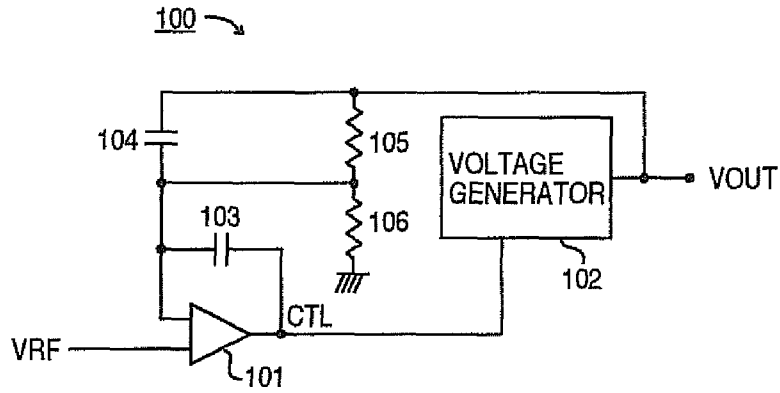 100
104
105
VOLTAGE
GENERATOR
VOUT
103
106
102
CTL
VRF
101